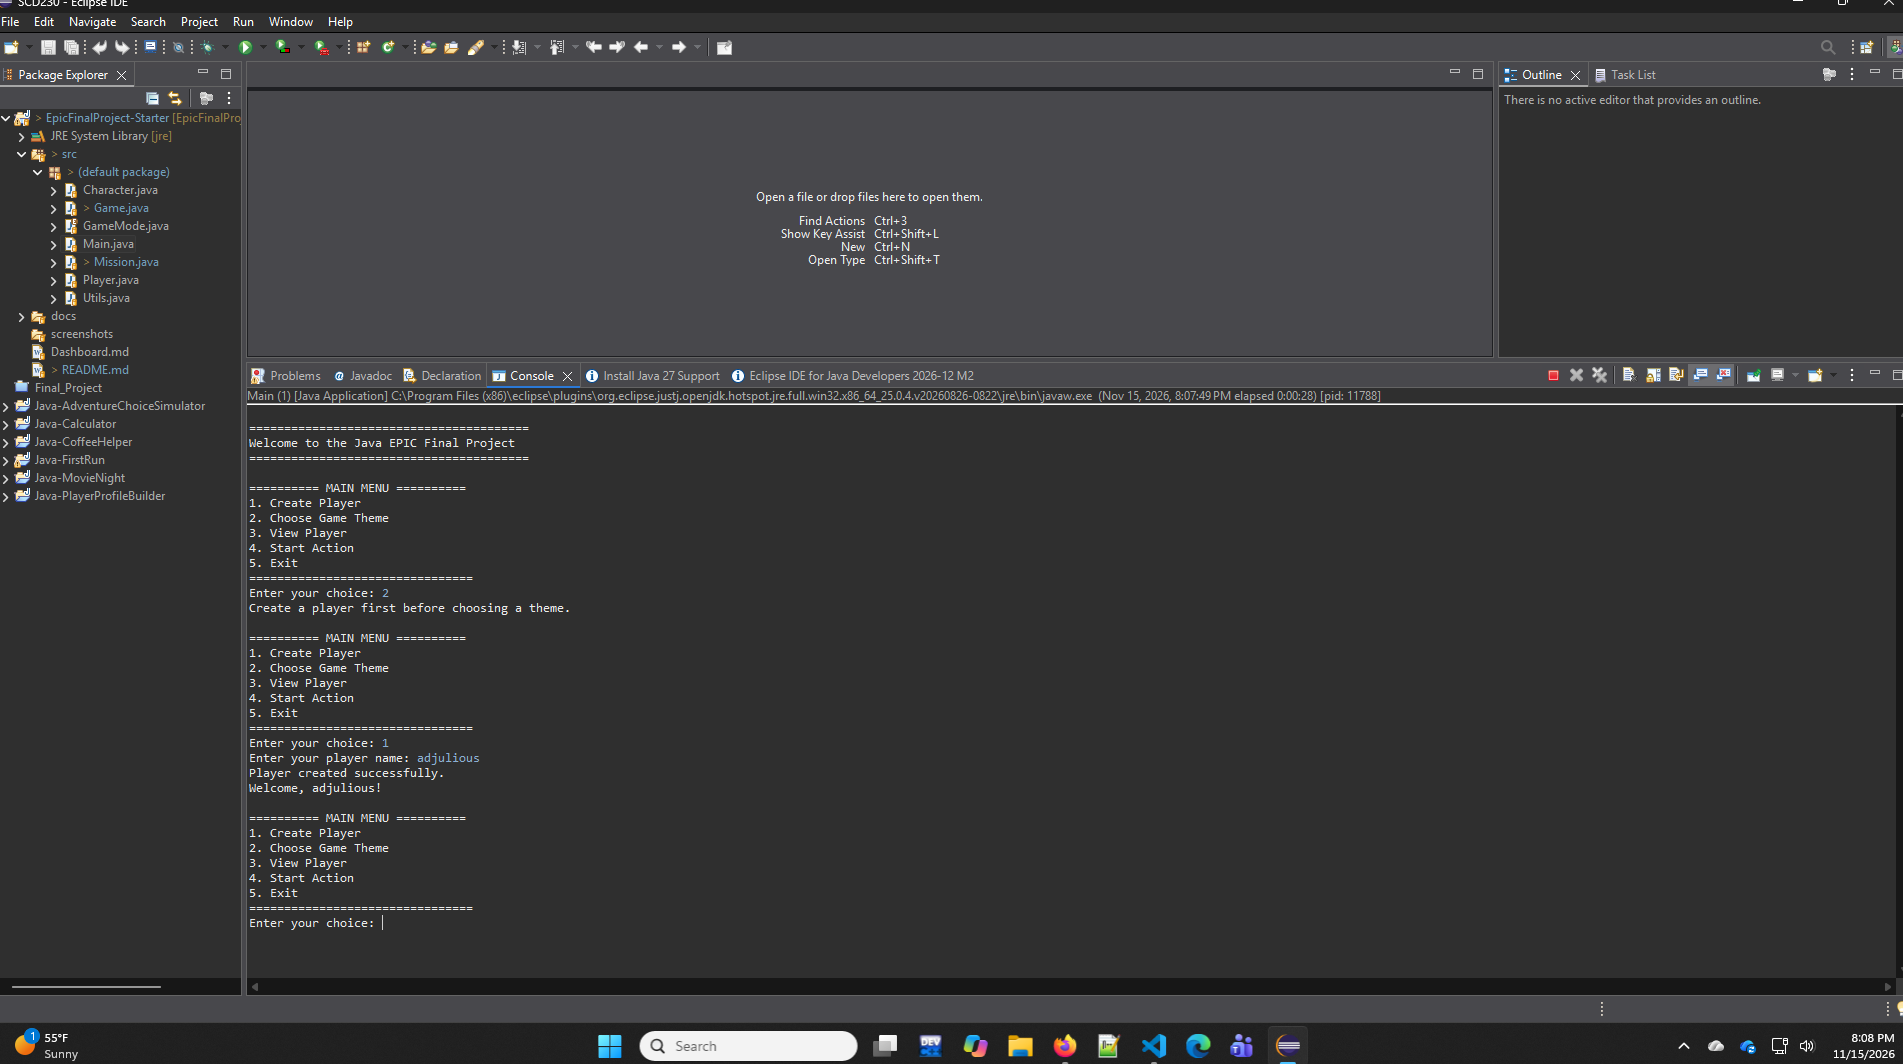 SCD230 - Eclipse IDE
File Edit Navigate Search Project Run Window Help
Package Explorer
> EpicFinalProject-Starter [EpicFinalPro
JRE System Library [jre]
> src
> (default package)
Character.java
> Game.java
GameMode.java
Main.java
> Mission.java
Player.java
Utils.java
docs
screenshots
Dashboard.md
> README.md
Final_Project
Java-AdventureChoiceSimulator
Java-Calculator
Java-CoffeeHelper
Java-FirstRun
Java-MovieNight
Java-PlayerProfileBuilder
Open a file or drop files here to open them.
Find Actions Ctrl+3
Show Key Assist Ctrl+Shift+L
New Ctrl+N
Open Type Ctrl+Shift+T
Outline Task List
There is no active editor that provides an outline.
Problems Javadoc Declaration Console Install Java 27 Support Eclipse IDE for Java Developers 2026-12 M2
Main (1) [Java Application] C:\Program Files (x86)\eclipse\plugins\org.eclipse.justj.openjdk.hotspot.jre.full.win32.x86_64_25.0.4.v20260826-0822\jre\bin\javaw.exe (Nov 15, 2026, 8:07:49 PM elapsed 0:00:28) [pid: 11788]
========================================
Welcome to the Java EPIC Final Project
========================================
========== MAIN MENU ==========
1. Create Player
2. Choose Game Theme
3. View Player
4. Start Action
5. Exit
================================
Enter your choice: 2
Create a player first before choosing a theme.
========== MAIN MENU ==========
1. Create Player
2. Choose Game Theme
3. View Player
4. Start Action
5. Exit
================================
Enter your choice: 1
Enter your player name: adjulious
Player created successfully.
Welcome, adjulious!
========== MAIN MENU ==========
1. Create Player
2. Choose Game Theme
3. View Player
4. Start Action
5. Exit
================================
Enter your choice:
1
55°F
Sunny
Search
DEV
8:08 PM
11/15/2026